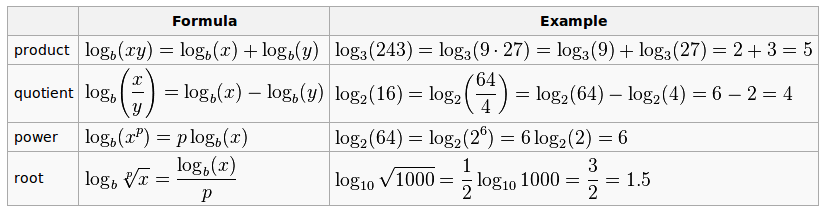 Formula Example
product log_b(xy) = log_b(x) + log_b(y) log_3(243) = log_3(9 · 27) = log_3(9) + log_3(27) = 2 + 3 = 5
quotient log_b(x/y) = log_b(x) − log_b(y) log_2(16) = log_2(64/4) = log_2(64) − log_2(4) = 6 − 2 = 4
power log_b(x^p) = p log_b(x) log_2(64) = log_2(2^6) = 6 log_2(2) = 6
root log_b ᵖ√x = log_b(x)/p log_10 √1000 = 1/2 log_10 1000 = 3/2 = 1.5